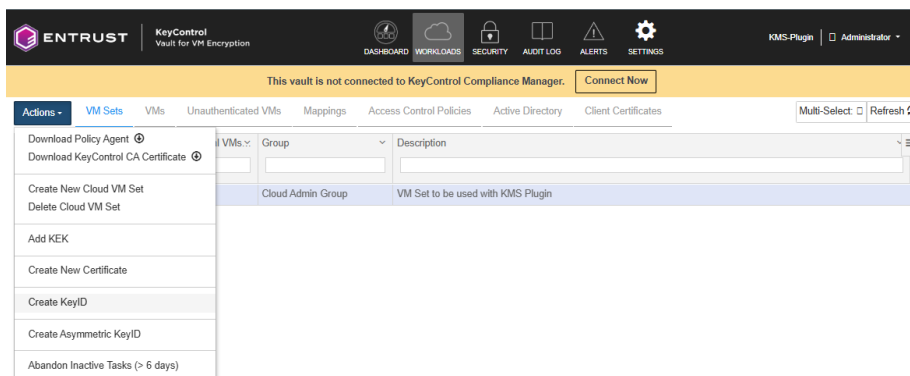 ENTRUST
KeyControl
Vault for VM Encryption
DASHBOARD WORKLOADS SECURITY AUDIT LOG ALERTS SETTINGS
KMS-Plugin Administrator
This vault is not connected to KeyControl Compliance Manager. Connect Now
Actions VM Sets VMs Unauthenticated VMs Mappings Access Control Policies Active Directory Client Certificates Multi-Select: Refresh
Download Policy Agent
Download KeyControl CA Certificate
VMs Group Description
Create New Cloud VM Set
Cloud Admin Group VM Set to be used with KMS Plugin
Delete Cloud VM Set
Add KEK
Create New Certificate
Create KeyID
Create Asymmetric KeyID
Abandon Inactive Tasks (> 6 days)